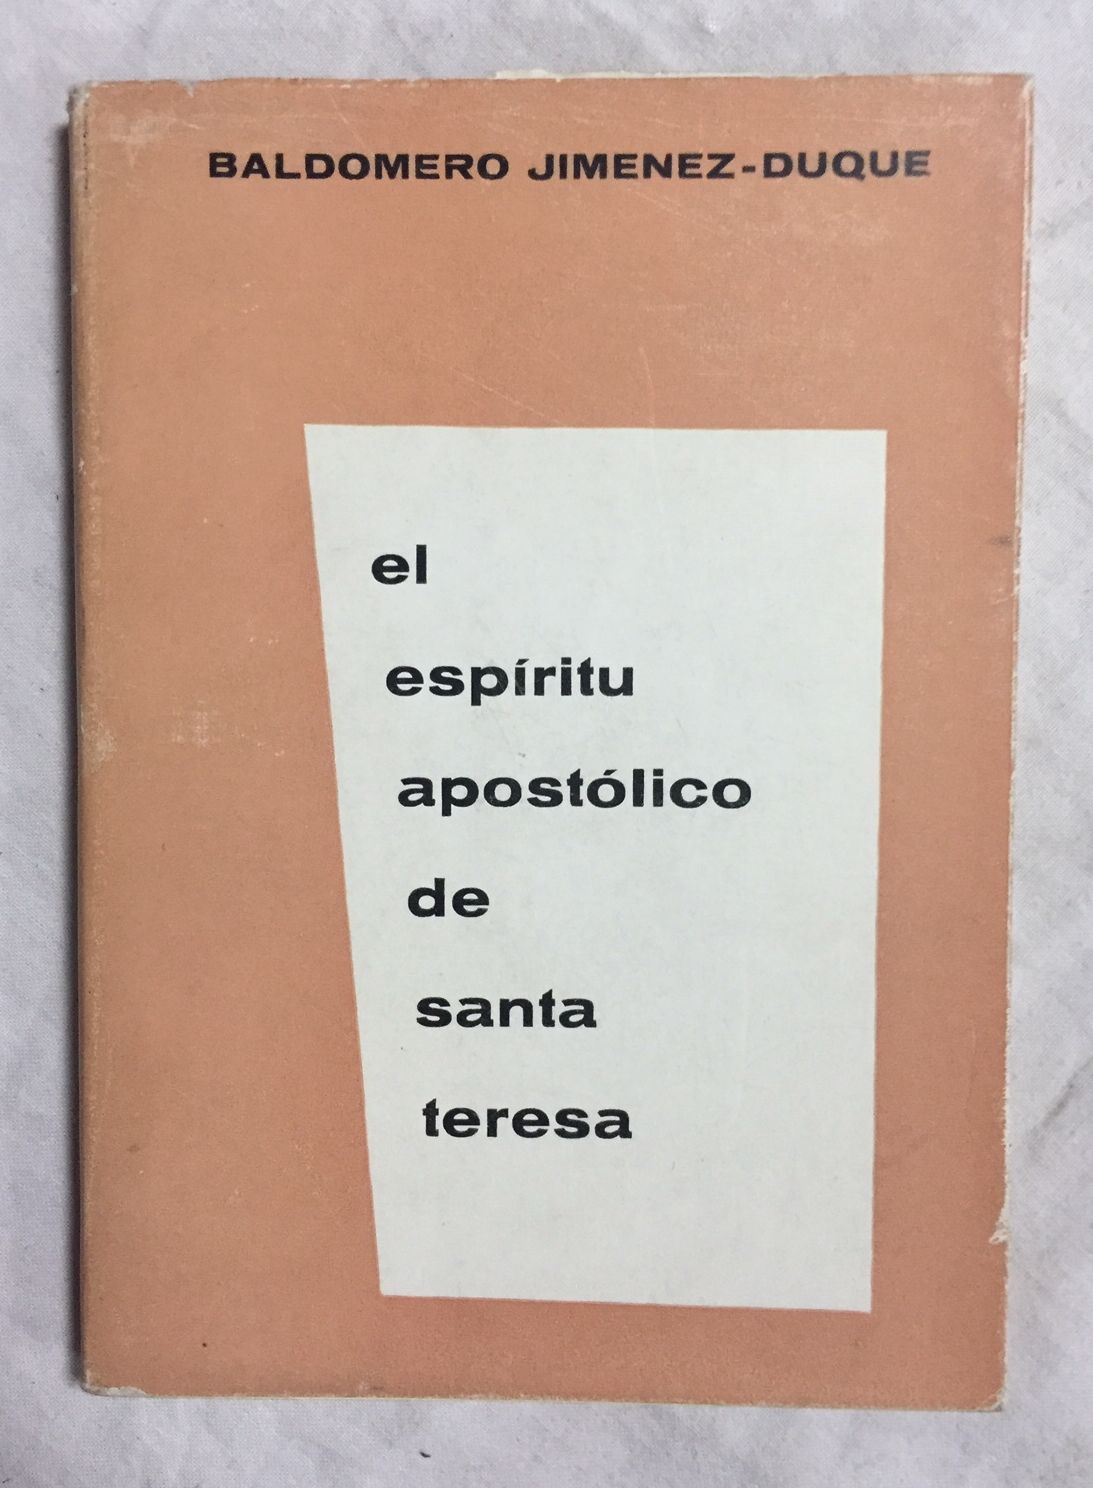 BALDOMERO JIMENEZ-DUQUE
el
espíritu
apostólico
de
santa
teresa